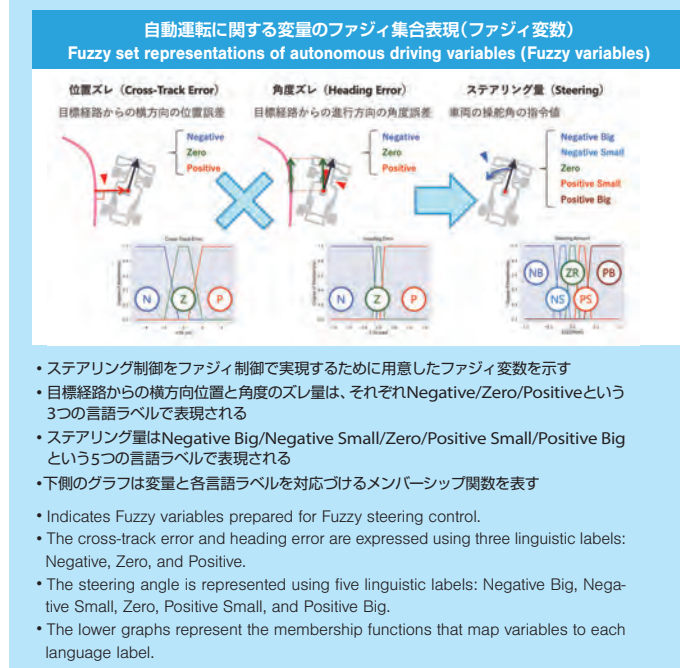 自動運転に関する変量のファジィ集合表現(ファジィ変数)
Fuzzy set representations of autonomous driving variables (Fuzzy variables)
位置ズレ (Cross-Track Error)
目標経路からの横方向の位置誤差
Negative
Zero
Positive
角度ズレ (Heading Error)
目標経路からの進行方向の角度誤差
Negative
Zero
Positive
ステアリング量 (Steering)
車両の操舵角の指令値
Negative Big
Negative Small
Zero
Positive Small
Positive Big
Cross Track Error
N
Z
P
Heading Error
N
Z
P
Steering Amount
NB
ZR
PB
NS
PS
• ステアリング制御をファジィ制御で実現するために用意したファジィ変数を示す
• 目標経路からの横方向位置と角度のズレ量は、それぞれNegative/Zero/Positiveという
3つの言語ラベルで表現される
• ステアリング量はNegative Big/Negative Small/Zero/Positive Small/Positive Big
という5つの言語ラベルで表現される
•下側のグラフは変量と各言語ラベルを対応づけるメンバーシップ関数を表す
• Indicates Fuzzy variables prepared for Fuzzy steering control.
• The cross-track error and heading error are expressed using three linguistic labels:
Negative, Zero, and Positive.
• The steering angle is represented using five linguistic labels: Negative Big, Nega-
tive Small, Zero, Positive Small, and Positive Big.
• The lower graphs represent the membership functions that map variables to each
language label.